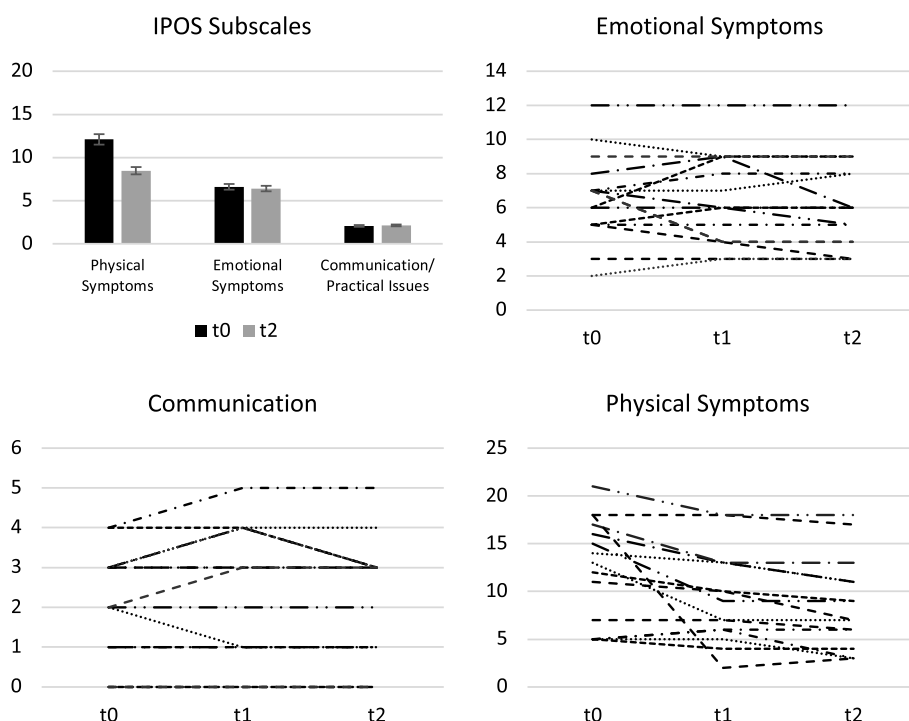 IPOS Subscales
20
15
10
5
0
Physical
Symptoms
Emotional
Symptoms
Communication/
Practical Issues
t0
t2
Emotional Symptoms
14
12
10
8
6
4
2
0
t0
t1
t2
Communication
6
5
4
3
2
1
0
t0
t1
t2
Physical Symptoms
25
20
15
10
5
0
t0
t1
t2